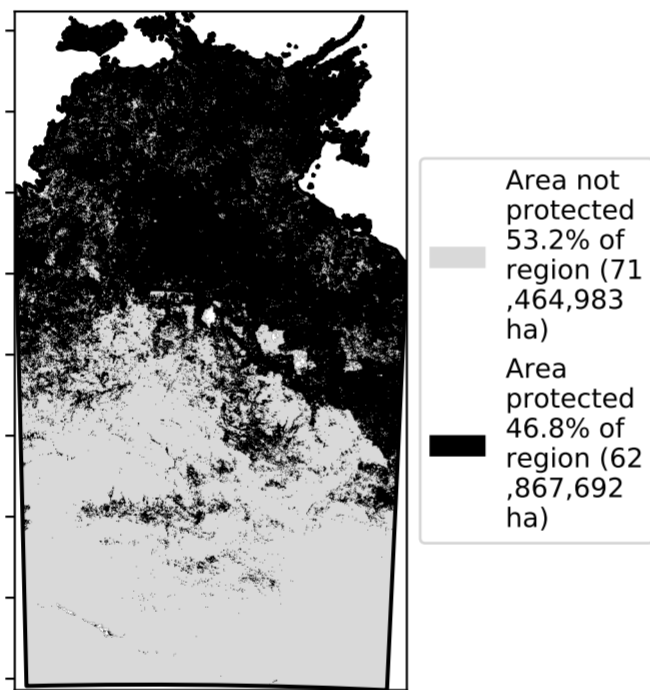 Area not
protected
53.2% of
region (71
,464,983
ha)
Area
protected
46.8% of
region (62
,867,692
ha)